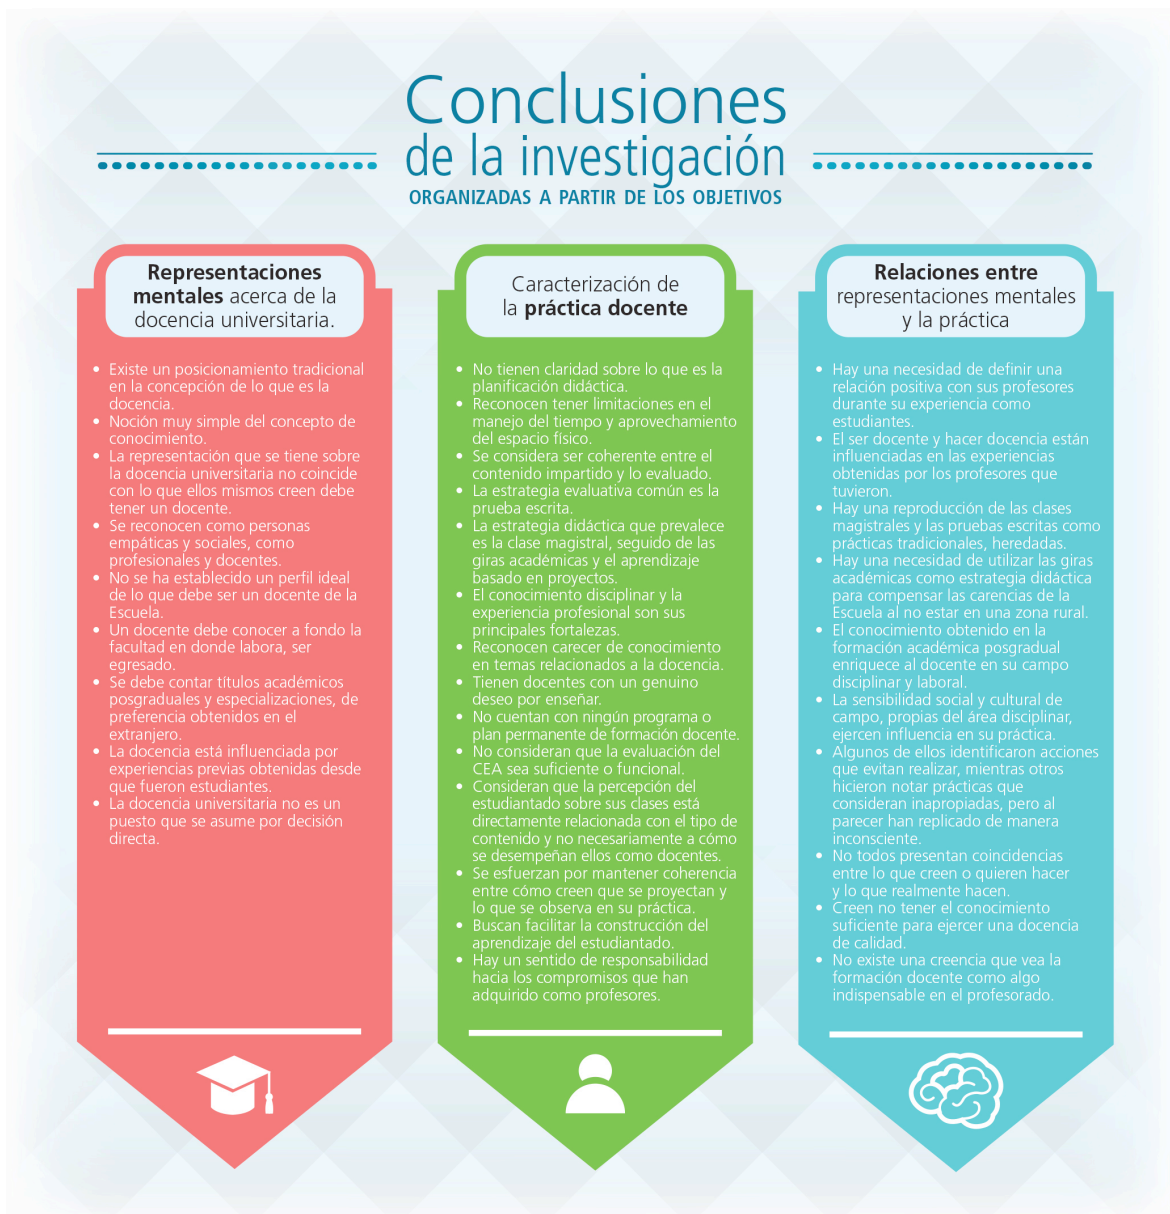 Conclusiones
de la investigación
ORGANIZADAS A PARTIR DE LOS OBJETIVOS
Representaciones
mentales acerca de la
docencia universitaria.
• Existe un posicionamiento tradicional
en la concepción de lo que es la
docencia.
• Noción muy simple del concepto de
conocimiento.
• La representación que se tiene sobre
la docencia universitaria no coincide
con lo que ellos mismos creen debe
tener un docente.
• Se reconocen como personas
empáticas y sociales, como
profesionales y docentes.
• No se ha establecido un perfil ideal
de lo que debe ser un docente de la
Escuela.
• Un docente debe conocer a fondo la
facultad en donde labora, ser
egresado.
• Se debe contar títulos académicos
posgraduales y especializaciones, de
preferencia obtenidos en el
extranjero.
• La docencia está influenciada por
experiencias previas obtenidas desde
que fueron estudiantes.
• La docencia universitaria no es un
puesto que se asume por decisión
directa.
Caracterización de
la práctica docente
• No tienen claridad sobre lo que es la
planificación didáctica.
• Reconocen tener limitaciones en el
manejo del tiempo y aprovechamiento
del espacio físico.
• Se considera ser coherente entre el
contenido impartido y lo evaluado.
• La estrategia evaluativa común es la
prueba escrita.
• La estrategia didáctica que prevalece
es la clase magistral, seguido de las
giras académicas y el aprendizaje
basado en proyectos.
• El conocimiento disciplinar y la
experiencia profesional son sus
principales fortalezas.
• Reconocen carecer de conocimiento
en temas relacionados a la docencia.
• Tienen docentes con un genuino
deseo por enseñar.
• No cuentan con ningún programa o
plan permanente de formación docente.
• No consideran que la evaluación del
CEA sea suficiente o funcional.
• Consideran que la percepción del
estudiantado sobre sus clases está
directamente relacionada con el tipo de
contenido y no necesariamente a cómo
se desempeñan ellos como docentes.
• Se esfuerzan por mantener coherencia
entre cómo creen que se proyectan y
lo que se observa en su práctica.
• Buscan facilitar la construcción del
aprendizaje del estudiantado.
• Hay un sentido de responsabilidad
hacia los compromisos que han
adquirido como profesores.
Relaciones entre
representaciones mentales
y la práctica
• Hay una necesidad de definir una
relación positiva con sus profesores
durante su experiencia como
estudiantes.
• El ser docente y hacer docencia están
influenciadas en las experiencias
obtenidas por los profesores que
tuvieron.
• Hay una reproducción de las clases
magistrales y las pruebas escritas como
prácticas tradicionales, heredadas.
• Hay una necesidad de utilizar las giras
académicas como estrategia didáctica
para compensar las carencias de la
Escuela al no estar en una zona rural.
• El conocimiento obtenido en la
formación académica posgradual
enriquece al docente en su campo
disciplinar y laboral.
• La sensibilidad social y cultural de
campo, propias del área disciplinar,
ejercen influencia en su práctica.
• Algunos de ellos identificaron acciones
que evitan realizar, mientras otros
hicieron notar prácticas que
consideran inapropiadas, pero al
parecer han replicado de manera
inconsciente.
• No todos presentan coincidencias
entre lo que creen o quieren hacer
y lo que realmente hacen.
• Creen no tener el conocimiento
suficiente para ejercer una docencia
de calidad.
• No existe una creencia que vea la
formación docente como algo
indispensable en el profesorado.